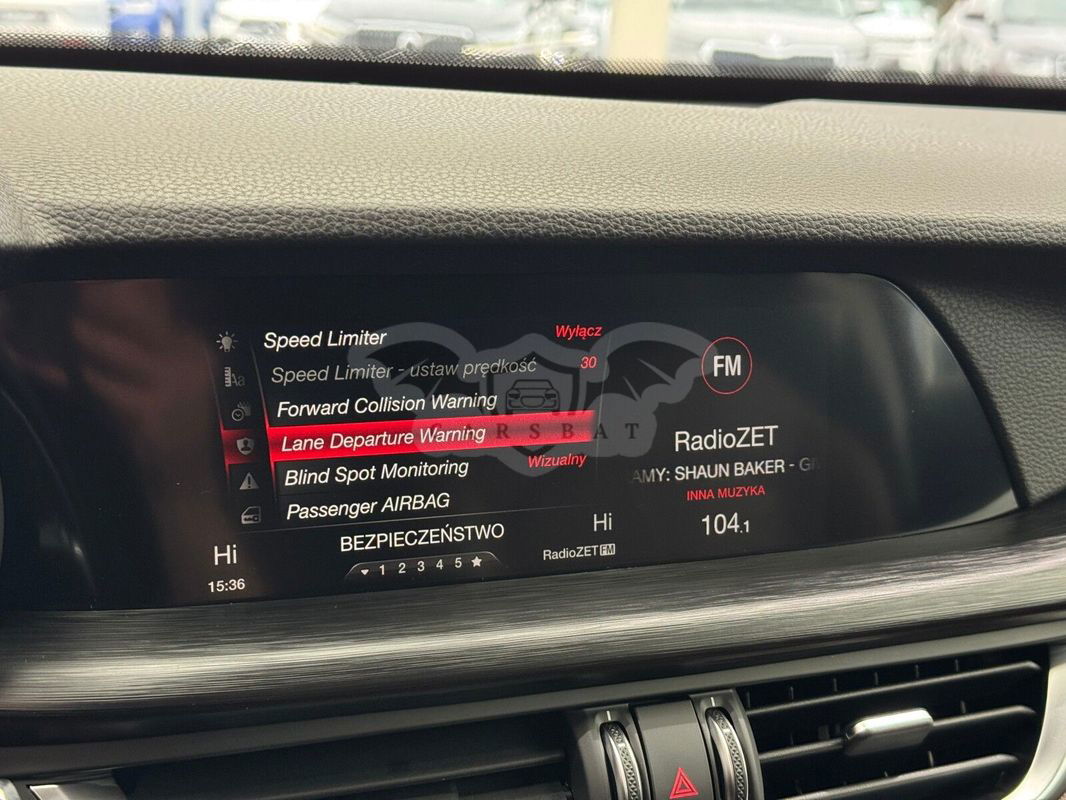 Speed Limiter Wyłącz
Speed Limiter - ustaw prędkość 30
Forward Collision Warning
Lane Departure Warning
Blind Spot Monitoring Wizualny
Passenger AIRBAG
BEZPIECZEŃSTWO
1 2 3 4 5
Hi
15:36
Hi
RadioZET FM
FM
RadioZET
AMY: SHAUN BAKER - G
INNA MUZYKA
104.1
Aa
CARSBAT